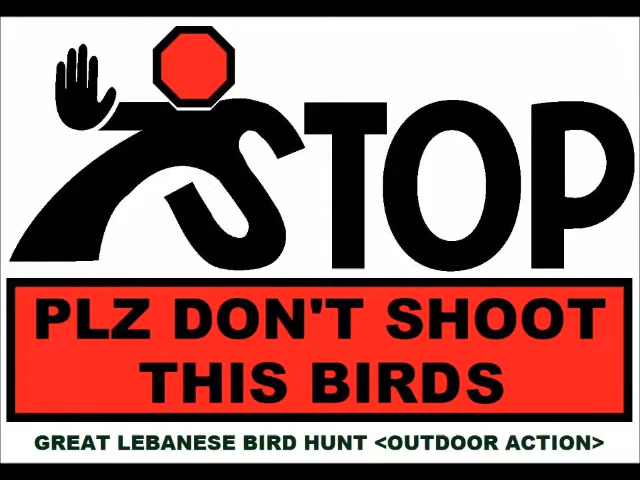 STOP
PLZ DON'T SHOOT
THIS BIRDS
GREAT LEBANESE BIRD HUNT <OUTDOOR ACTION>